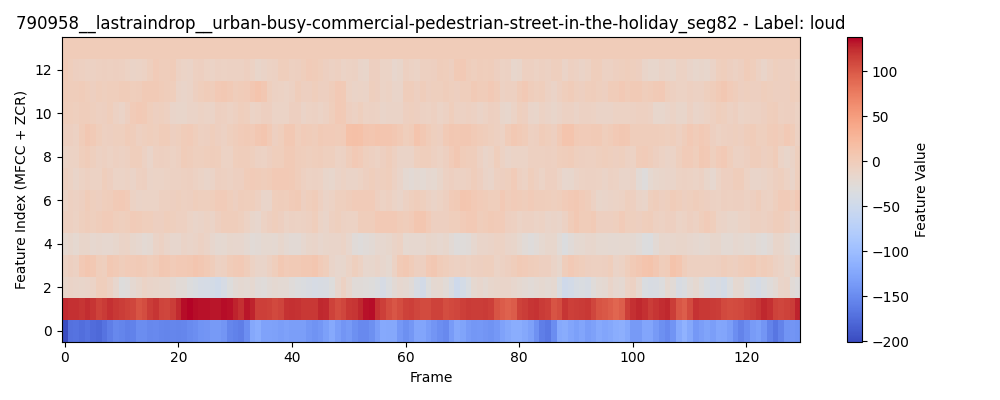 790958__lastraindrop__urban-busy-commercial-pedestrian-street-in-the-holiday_seg82 - Label: loud
Feature Index (MFCC + ZCR)
12
10
8
6
4
2
0
0 20 40 60 80 100 120
Frame
100
50
0
−50
−100
−150
−200
Feature Value